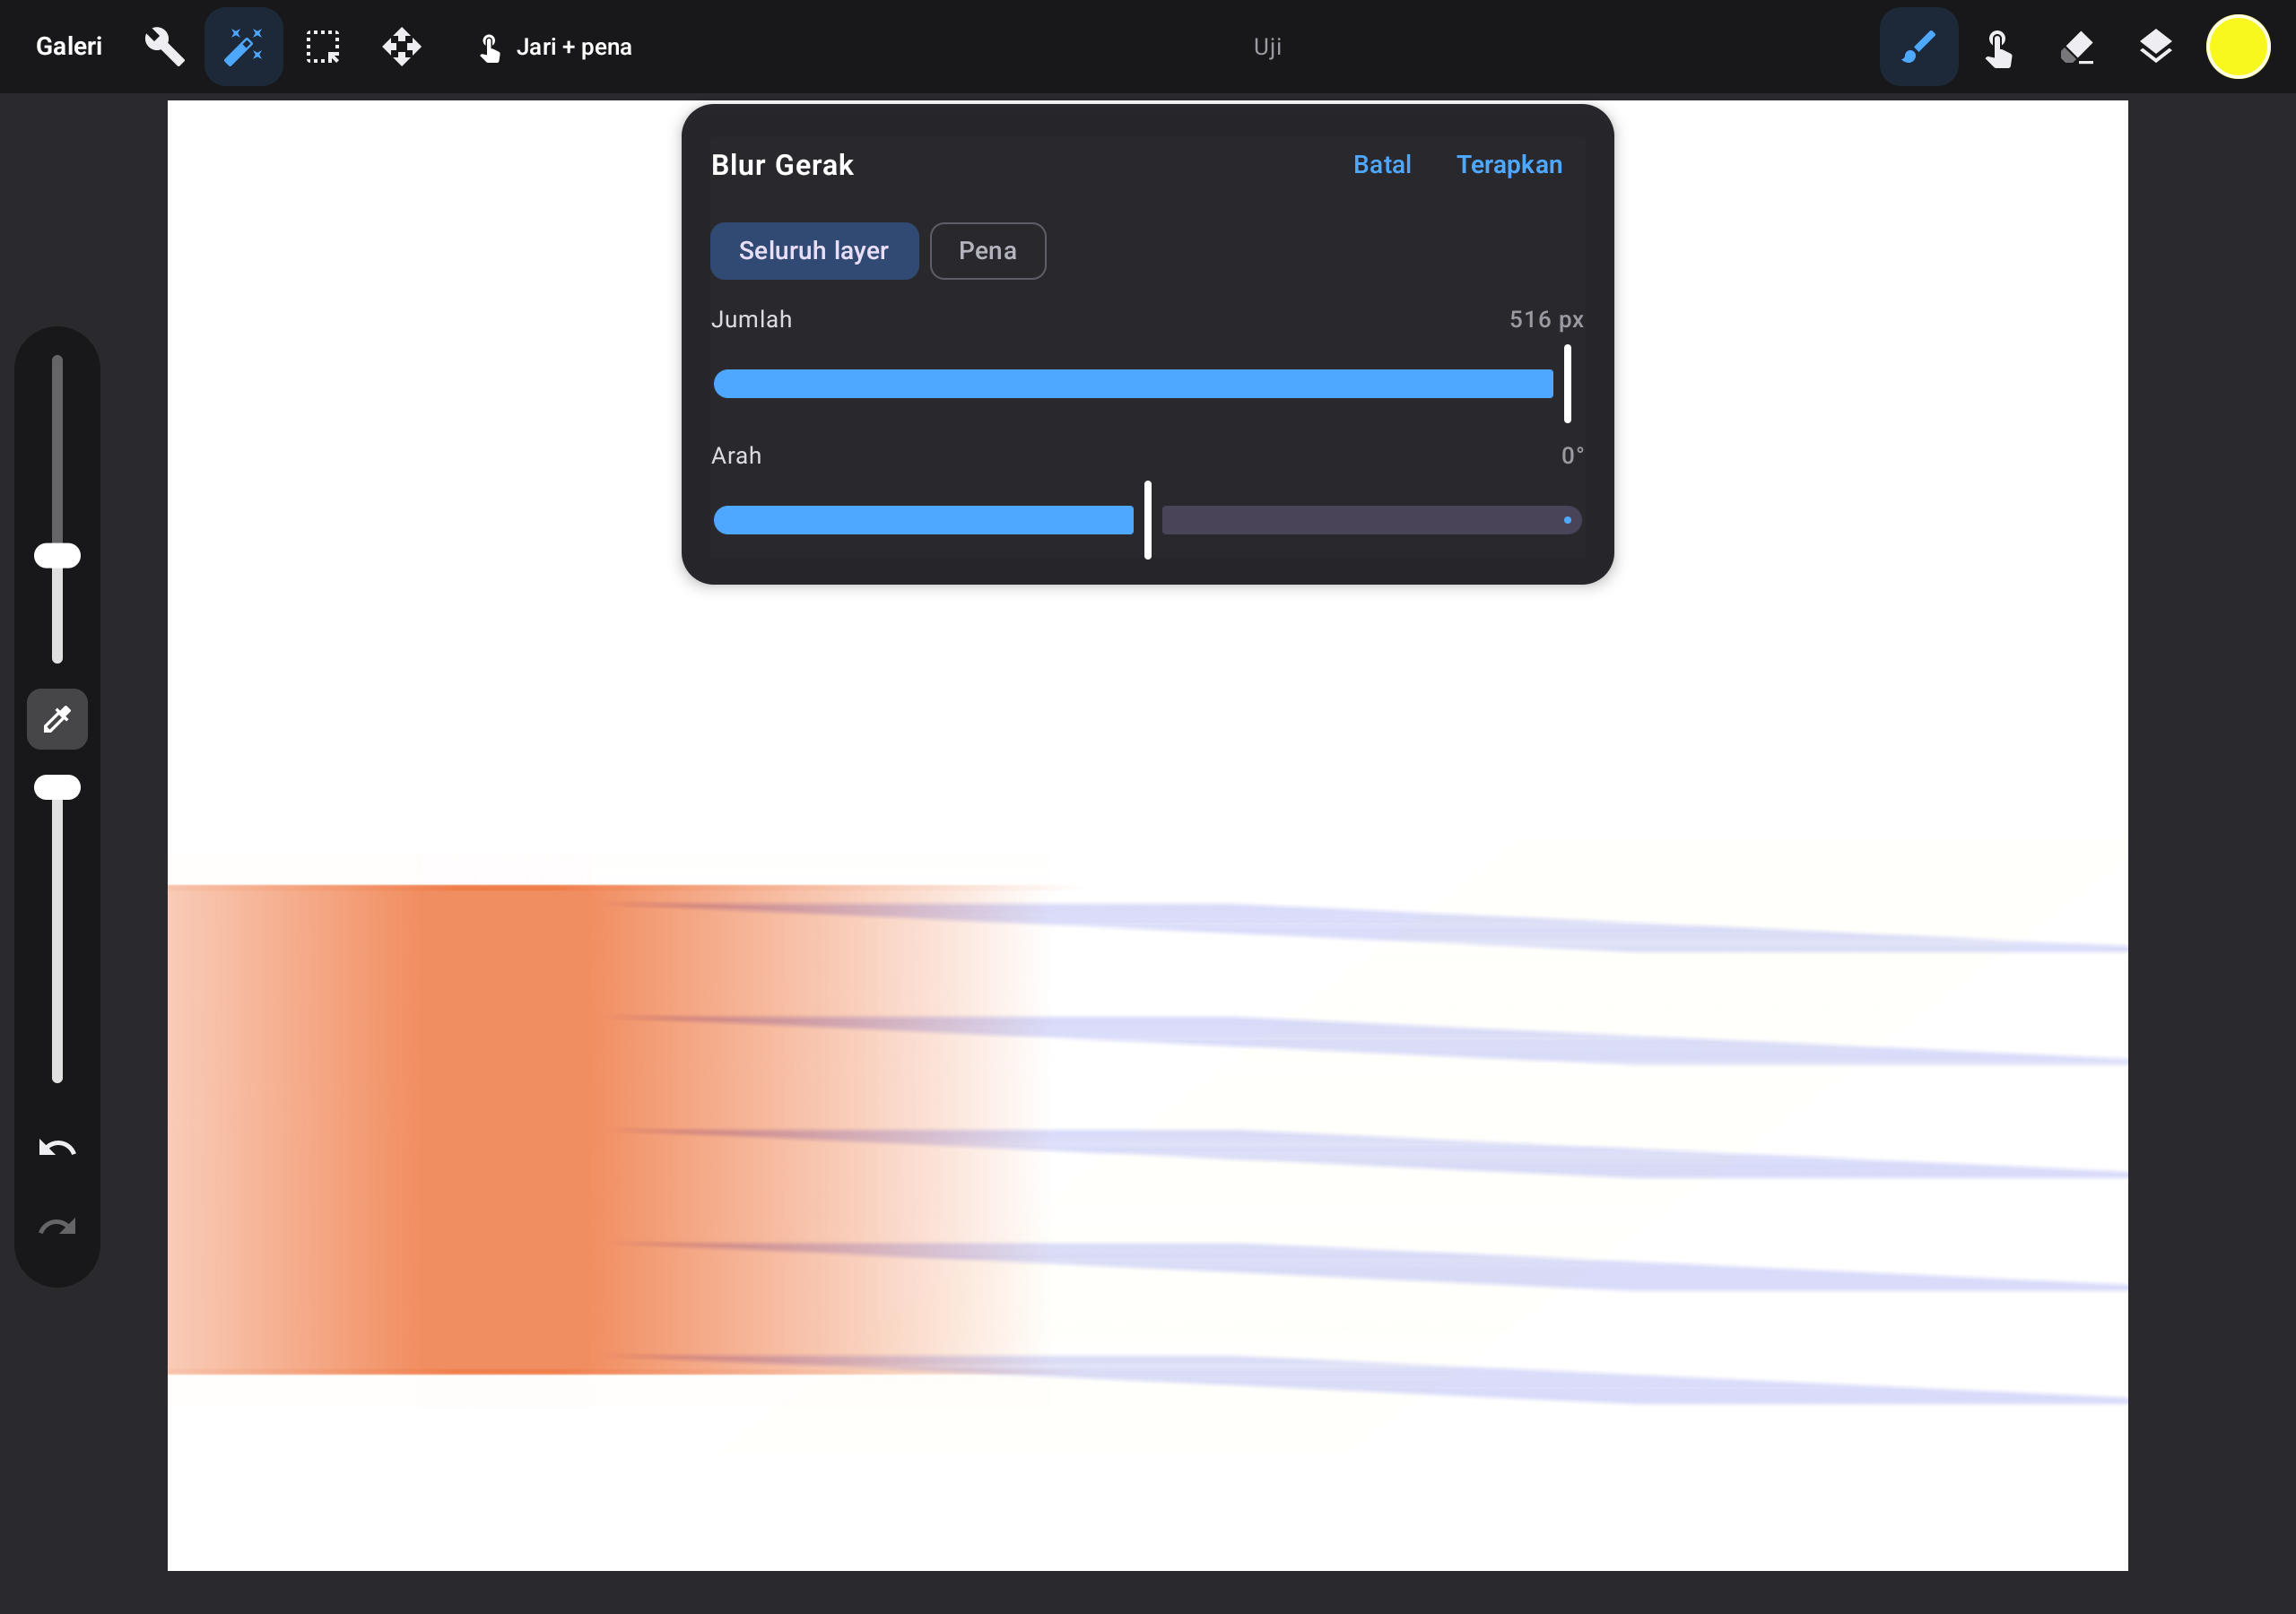 Galeri
Jari + pena
Uji
Blur Gerak
Batal
Terapkan
Seluruh layer
Pena
Jumlah
516 px
Arah
0°